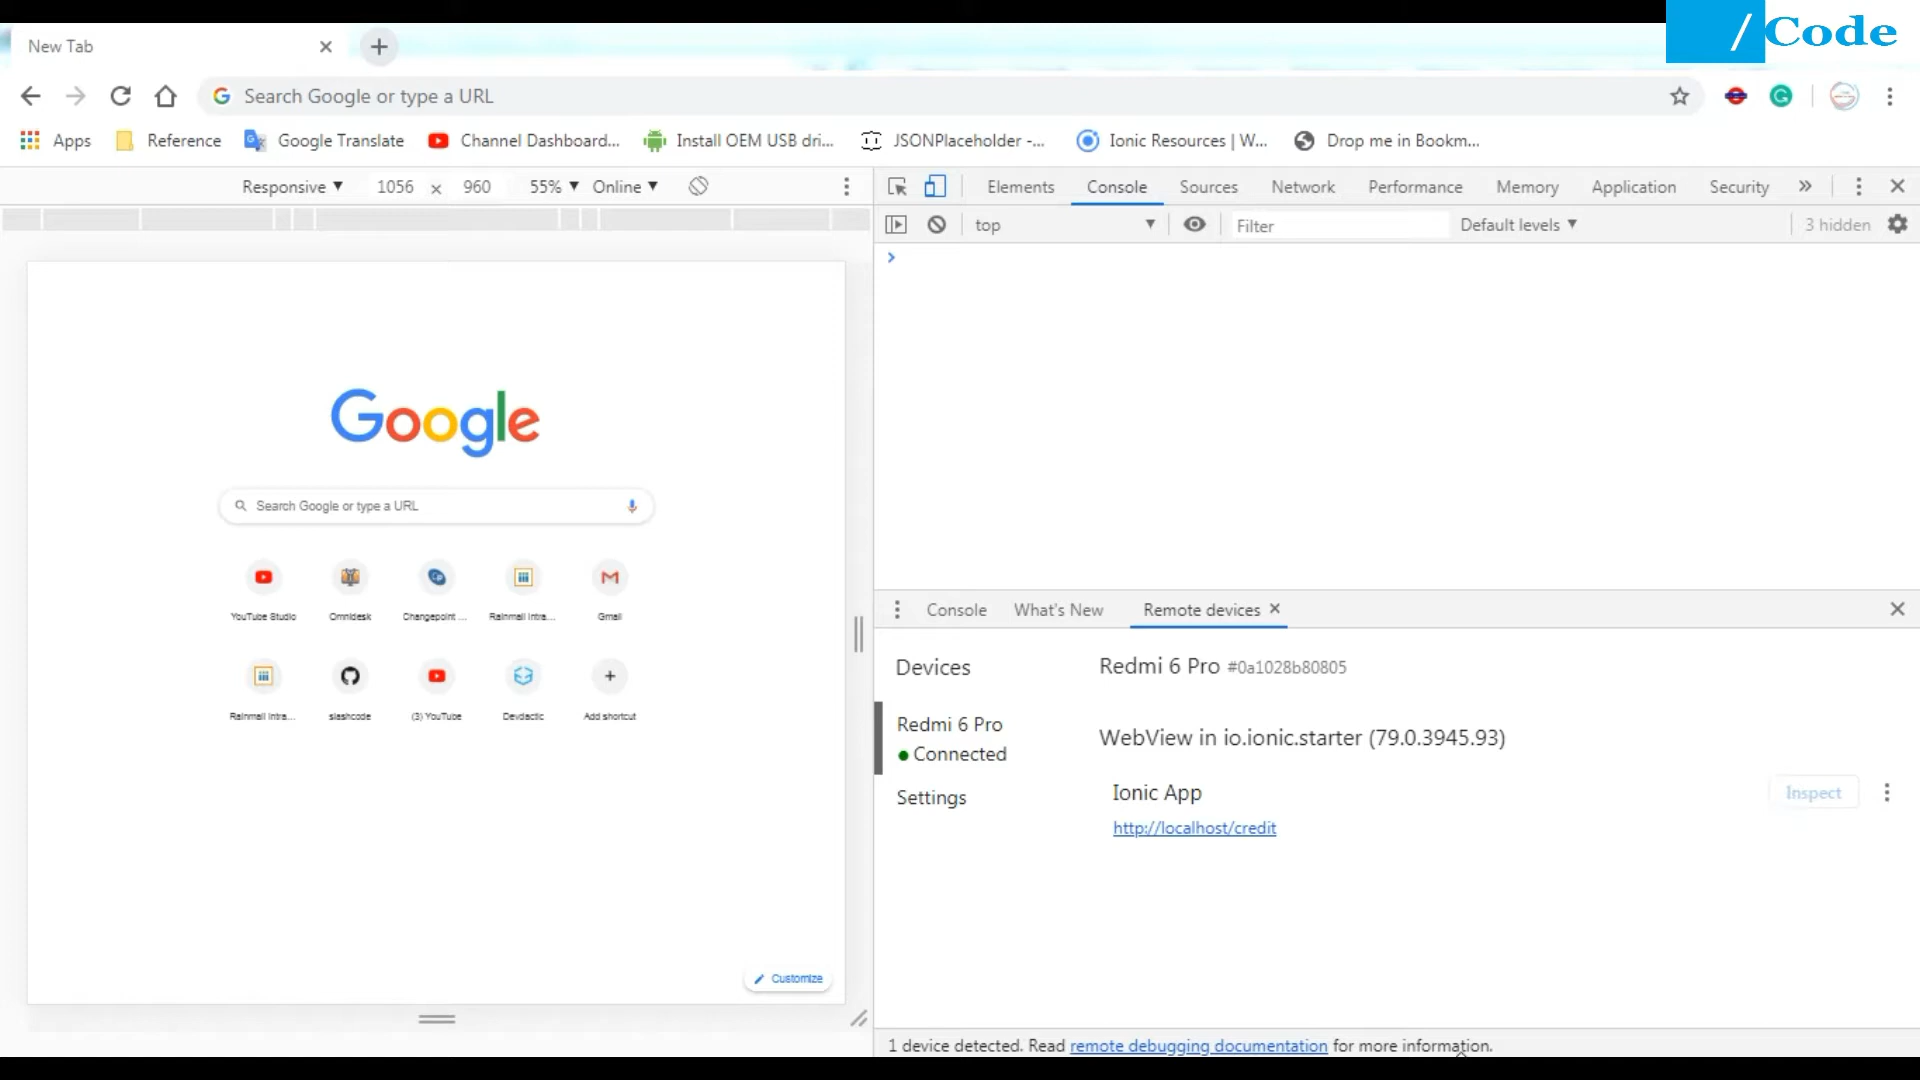 /Code
New Tab
Search Google or type a URL
Apps Reference Google Translate Channel Dashboard... Install OEM USB dri... JSONPlaceholder -... Ionic Resources | W... Drop me in Bookm...
Responsive 1056 x 960 55% Online
Elements Console Sources Network Performance Memory Application Security
top Filter Default levels 3 hidden
Google
Search Google or type a URL
YouTube Studio Omnidesk Changepoint ... Rainmail Intra... Gmail
Rainmail Intra... slashcode (3) YouTube Devdactic Add shortcut
Customize
Console What's New Remote devices
Devices
Redmi 6 Pro
Connected
Settings
Redmi 6 Pro #0a1028b80805
WebView in io.ionic.starter (79.0.3945.93)
Ionic App Inspect
http://localhost/credit
1 device detected. Read remote debugging documentation for more information.